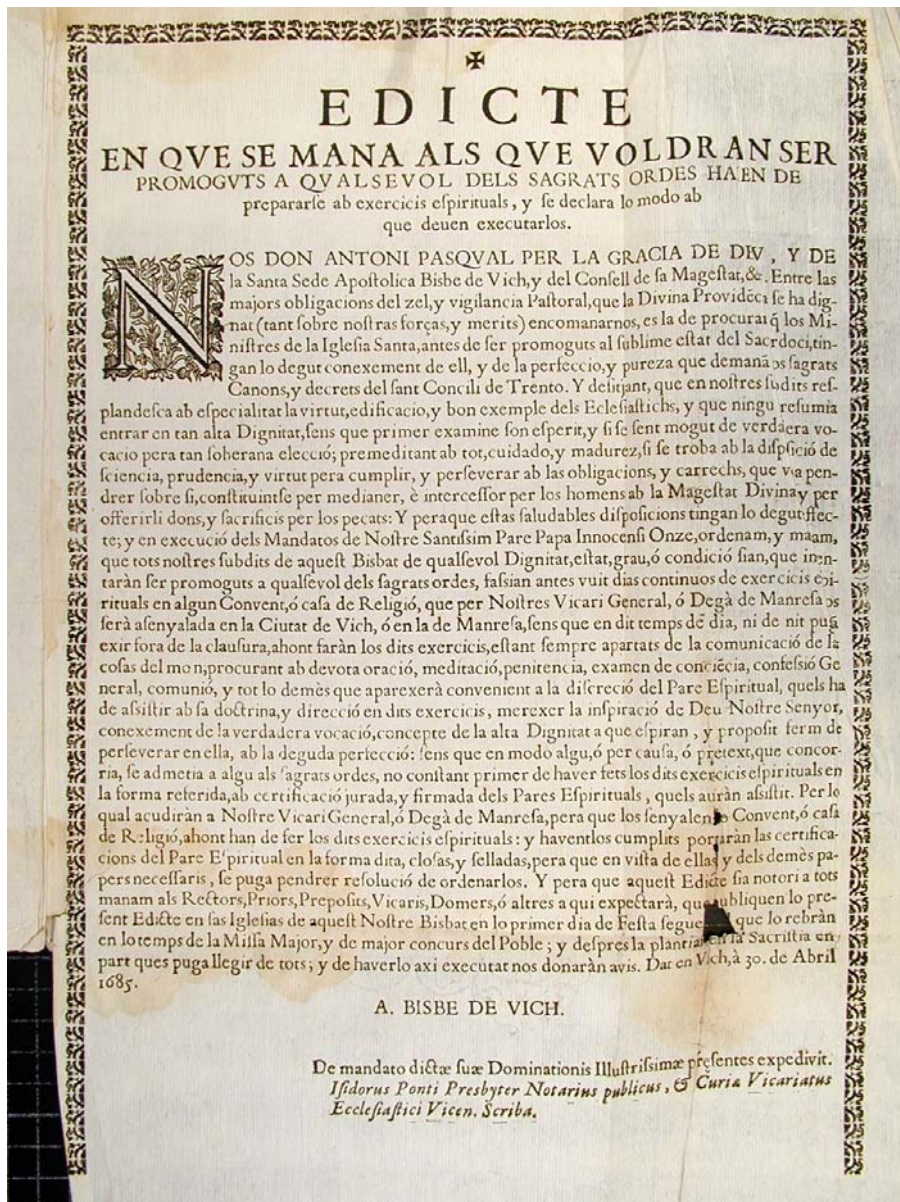 ✠
EDICTE
EN QVE SE MANA ALS QVE VOLDRAN SER
PROMOGVTS A QVALSEVOL DELS SAGRATS ORDES HAEN DE
prepararſe ab exercicis eſpirituals, y ſe declara lo modo ab
que deuen executarlos.
NOS DON ANTONI PASQVAL PER LA GRACIA DE DIV, Y DE
la Santa Sede Apoſtolica Biſbe de Vich, y del Conſell de ſa Mageſtat, &. Entre las
majors obligacions del zel, y vigilancia Paſtoral, que la Divina Providēcia ſe ha dig-
nat (tant ſobre noſtras forças, y merits) encomanarnos, es la de procurar q̃ los Mi-
niſtres de la Igleſia Santa, antes de ſer promoguts al ſublime eſtat del Sacrdoci, tin-
gan lo degut conexement de ell, y de la perfeccio, y pureza que demanã os ſagrats
Canons, y decrets del ſant Concili de Trento. Y deſitjant, que en noſtres ſudits reſ-
plandeſca ab eſpecialitat la virtut, edificacio, y bon exemple dels Ecleſiaſtichs, y que ningu reſumia
entrar en tan alta Dignitat, ſens que primer examine ſon eſperit, y ſi ſe ſent mogut de verdaera vo-
cacio pera tan ſoberana elecció; premeditant ab tot, cuidado, y madurez, ſi ſe troba ab la diſpſició de
ſciencia, prudencia, y virtut pera cumplir, y perſeverar ab las obligacions, y carrechs, que va pen-
drer ſobre ſi, conſtituintſe per medianer, è interceſſor per los homens ab la Mageſtat Divina y per
offerirli dons, y ſacrificis per los pecats: Y peraque eſtas ſaludables diſpoſicions tingan lo degut effec-
te; y en execució dels Mandatos de Noſtre Santiſſim Pare Papa Innocenſi Onze, ordenam, y maam,
que tots noſtres ſubdits de aqueſt Biſbat de qualſevol Dignitat, eſtat, grau, ó condició ſian, que inen-
taràn ſer promoguts a qualſevol dels ſagrats ordes, faſſian antes vuit dias continuos de exercicis eſpi-
rituals en algun Convent, ó caſa de Religió, que per Noſtres Vicari General, ó Degà de Manreſa os
ſerà aſenyalada en la Ciutat de Vich, ó en la de Manreſa, ſens que en dit temps de dia, ni de nit pugã
exir fora de la clauſura, ahont faràn los dits exercicis, eſtant ſempre apartats de la comunicació de la
coſas del mon; procurant ab devota oració, meditació, penitencia, examen de conciēcia, confeſſió Ge
neral, comunió, y tot lo demès que aparexerà convenient a la diſcreció del Pare Eſpiritual, quels ha
de aſſiſtir ab ſa doctrina, y direcció en dits exercicis, merexer la inſpiració de Deu Noſtre Senyor,
conexement de la verdadera vocació, concepte de la alta Dignitat a que eſpiran, y propoſit ferm de
perſeverar en ella, ab la deguda perfecció: ſens que en modo algu, ó per cauſa, ó pretext, que concor-
ria, ſe admetia a algu als ſagrats ordes, no conſtant primer de haver fets los dits exercicis eſpirituals en
la forma referida, ab certificació jurada, y firmada dels Pares Eſpirituals, quels auràn aſſiſtit. Per lo
qual acudiràn a Noſtre Vicari General, ó Degà de Manreſa, pera que los ſenyalen lo Convent, ó caſa
de Religió, ahont han de fer los dits exercicis eſpirituals: y haventlos cumplits portaràn las certifica-
cions del Pare Eſpiritual en la forma dita, cloſas, y ſelladas, pera que en viſta de ellas y dels demès pa-
pers neceſſaris, ſe puga pendrer reſolució de ordenarlos. Y pera que aqueſt Edicte ſia notori a tots
manam als Rectors, Priors, Prepoſits, Vicaris, Domers, ó altres a qui expectarà, que publiquen lo pre-
ſent Edicte en ſas Igleſias de aqueſt Noſtre Biſbat en lo primer dia de Feſta que lo rebràn
en lo temps de la Miſſa Major, y de major concurs del Poble; y deſpres la en la Sacriſtia en
part ques puga llegir de tots; y de haverlo axi executat nos donaràn avis. Dat en Vich, à 30. de Abril
1685.
A. BISBE DE VICH.
De mandato dictæ ſuæ Dominationis Illuſtriſſimæ præſentes expedivit.
Iſidorus Ponti Presbyter Notarius publicus, & Curiæ Vicariatus
Eccleſiaſtici Vicen. Scriba.